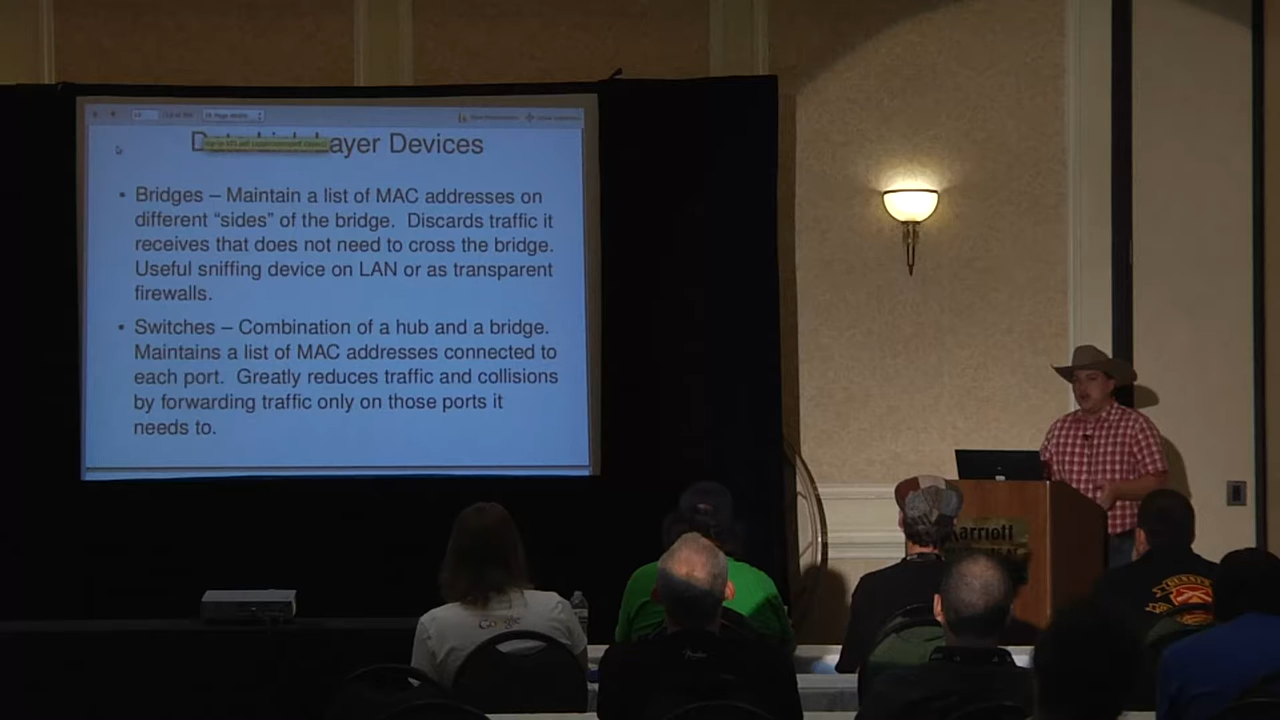 ayer Devices
• Bridges – Maintain a list of MAC addresses on
different “sides” of the bridge. Discards traffic it
receives that does not need to cross the bridge.
Useful sniffing device on LAN or as transparent
firewalls.
• Switches – Combination of a hub and a bridge.
Maintains a list of MAC addresses connected to
each port. Greatly reduces traffic and collisions
by forwarding traffic only on those ports it
needs to.
arriott
Google